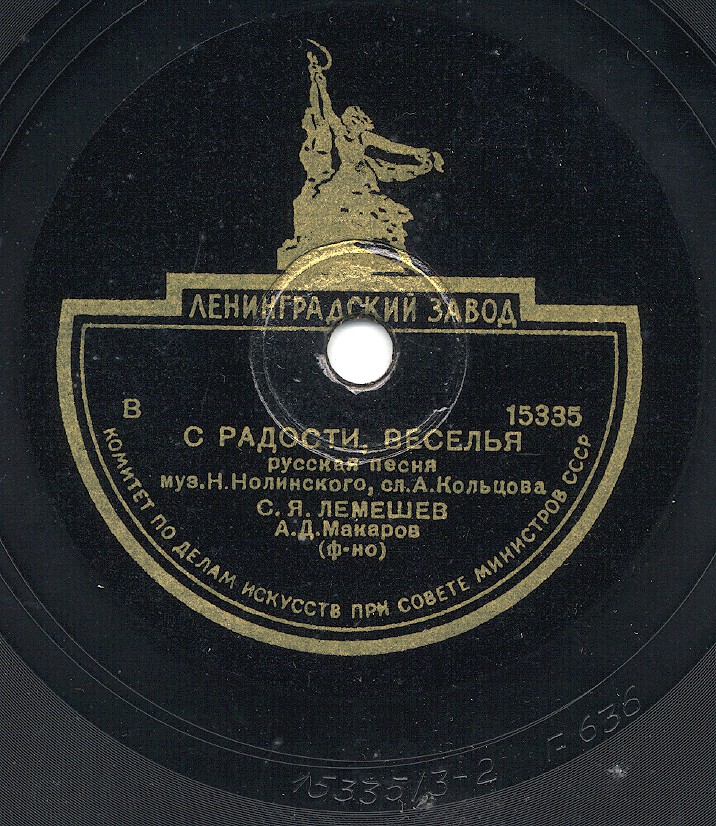 ЛЕНИНГРАДСКИЙ ЗАВОД
В 15335
С РАДОСТИ, ВЕСЕЛЬЯ
русская песня
муз.Н.Нолинского, сл.А.Кольцова
С. Я. ЛЕМЕШЕВ
А.Д.Макаров
(ф-но)
КОМИТЕТ ПО ДЕЛАМ ИСКУССТВ ПРИ СОВЕТЕ МИНИСТРОВ СССР
15335/3-2 F-636